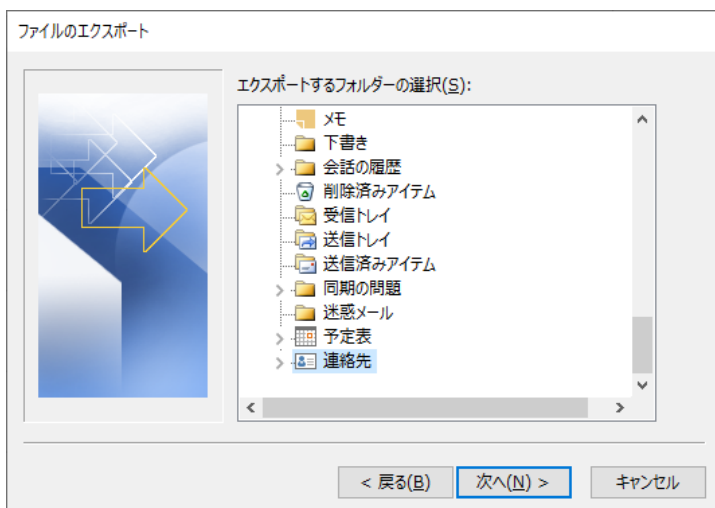 ファイルのエクスポート
エクスポートするフォルダーの選択(S):
メモ
下書き
会話の履歴
削除済みアイテム
受信トレイ
送信トレイ
送信済みアイテム
同期の問題
迷惑メール
予定表
連絡先
< 戻る(B)
次へ(N) >
キャンセル